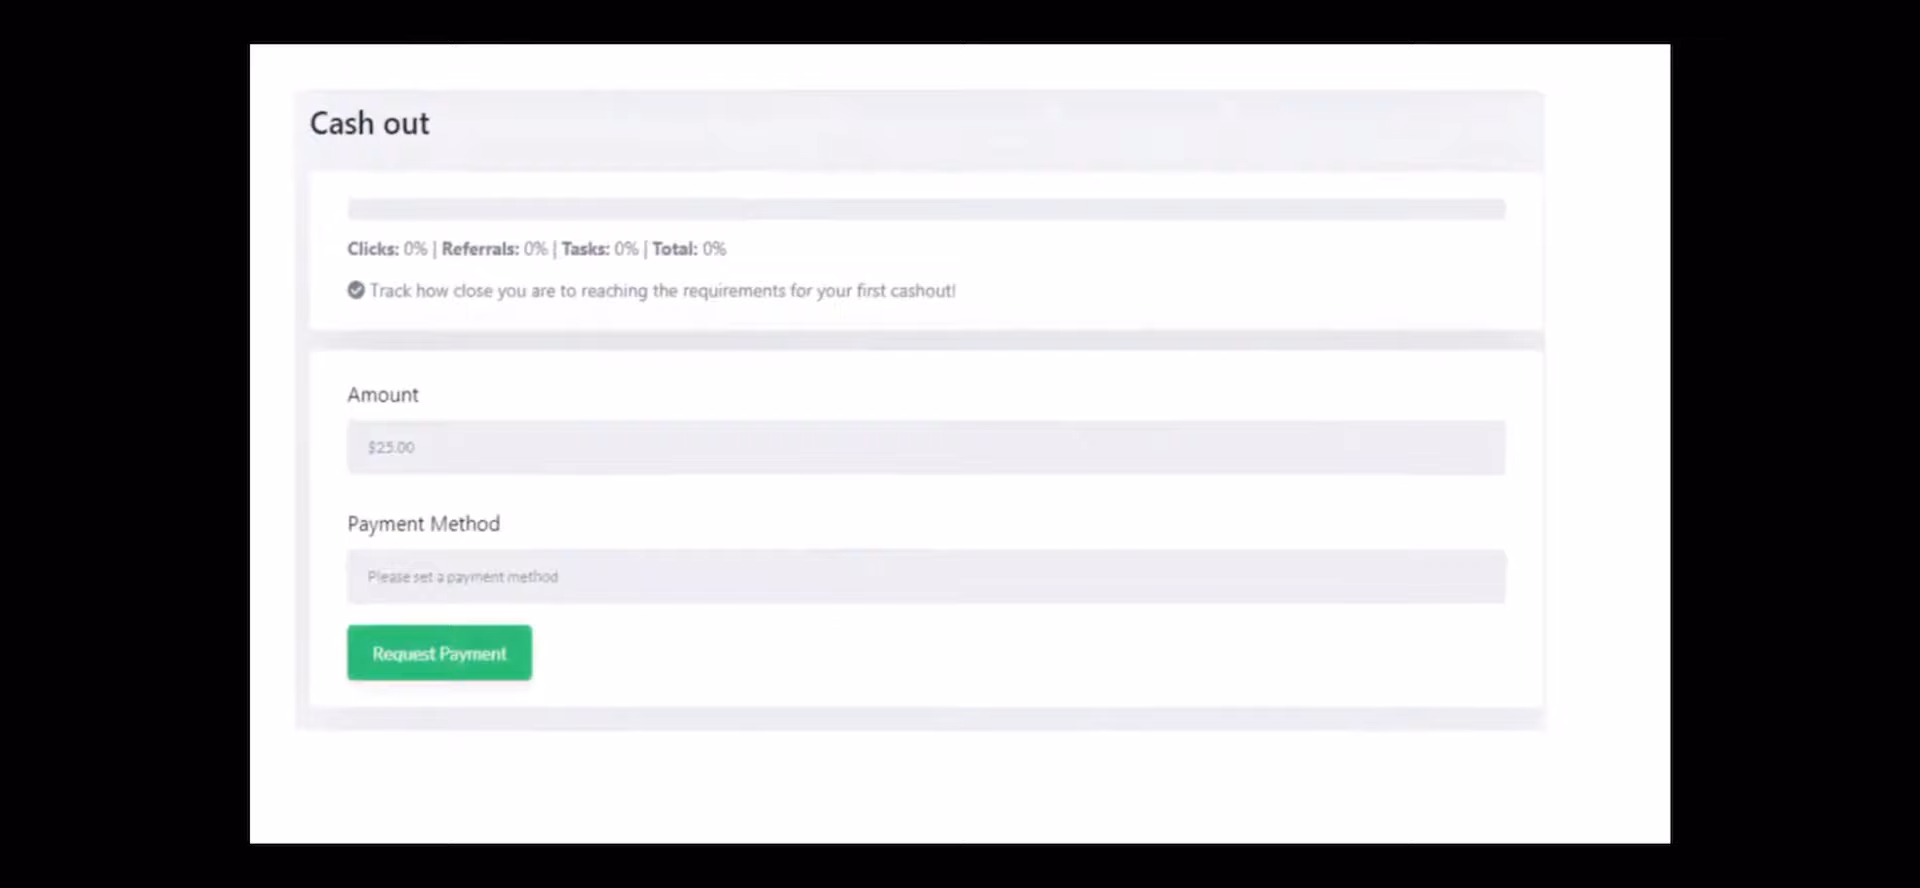 Cash out
Clicks: 0% | Referrals: 0% | Tasks: 0% | Total: 0%
Track how close you are to reaching the requirements for your first cashout!
Amount
$25.00
Payment Method
Please set a payment method
Request Payment